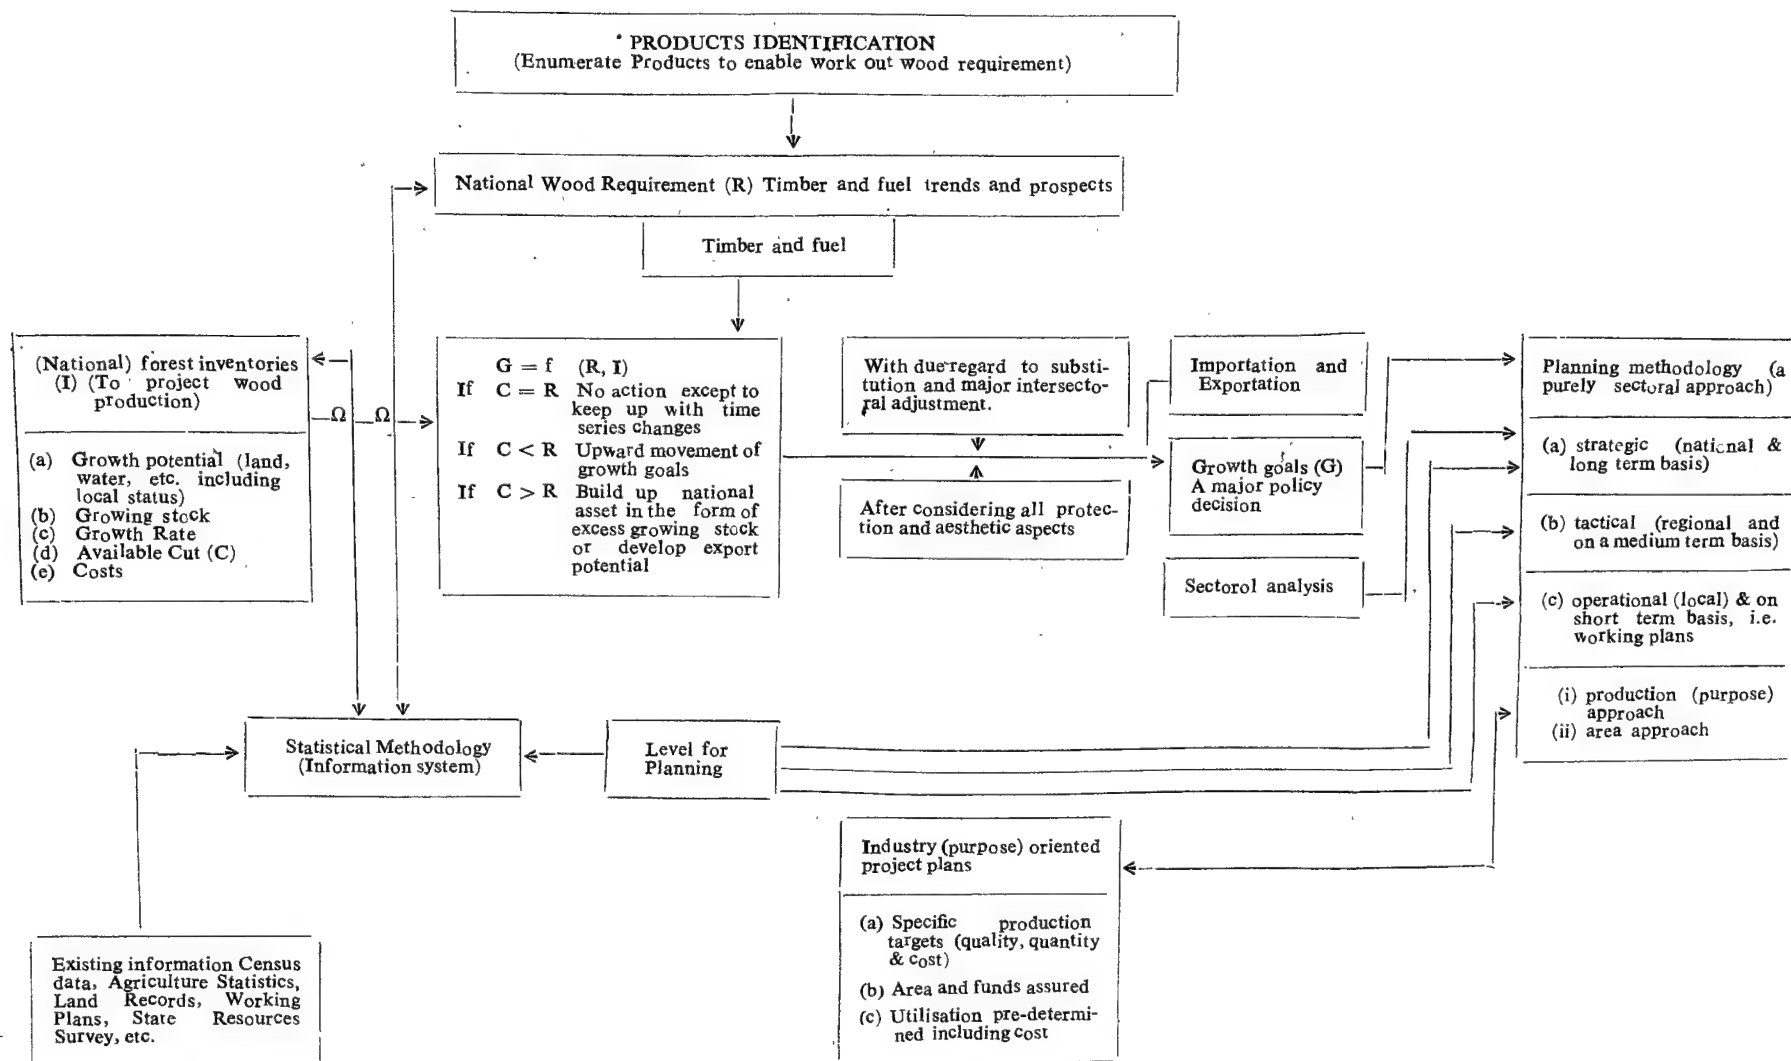 PRODUCTS IDENTIFICATION
(Enumerate Products to enable work out wood requirement)
National Wood Requirement (R) Timber and fuel trends and prospects
Timber and fuel
(National) forest inventories
(I) (To project wood
production)
(a) Growth potential (land,
water, etc. including
local status)
(b) Growing stock
(c) Growth Rate
(d) Available Cut (C)
(e) Costs
Ω Ω
G = f (R, I)
If C = R No action except to
keep up with time
series changes
If C < R Upward movement of
growth goals
If C > R Build up national
asset in the form of
excess growing stock
or develop export
potential
With due regard to substi-
tution and major intersecto-
ral adjustment.
After considering all protec-
tion and aesthetic aspects
Importation and
Exportation
Growth goals (G)
A major policy
decision
Sectorol analysis
Planning methodology (a
purely sectoral approach)
(a) strategic (national &
long term basis)
(b) tactical (regional and
on a medium term basis)
(c) operational (local) & on
short term basis, i.e.
working plans
(i) production (purpose)
approach
(ii) area approach
Statistical Methodology
(Information system)
Level for
Planning
Industry (purpose) oriented
project plans
(a) Specific production
targets (quality, quantity
& cost)
(b) Area and funds assured
(c) Utilisation pre-determi-
ned including cost
Existing information Census
data, Agriculture Statistics,
Land Records, Working
Plans, State Resources
Survey, etc.